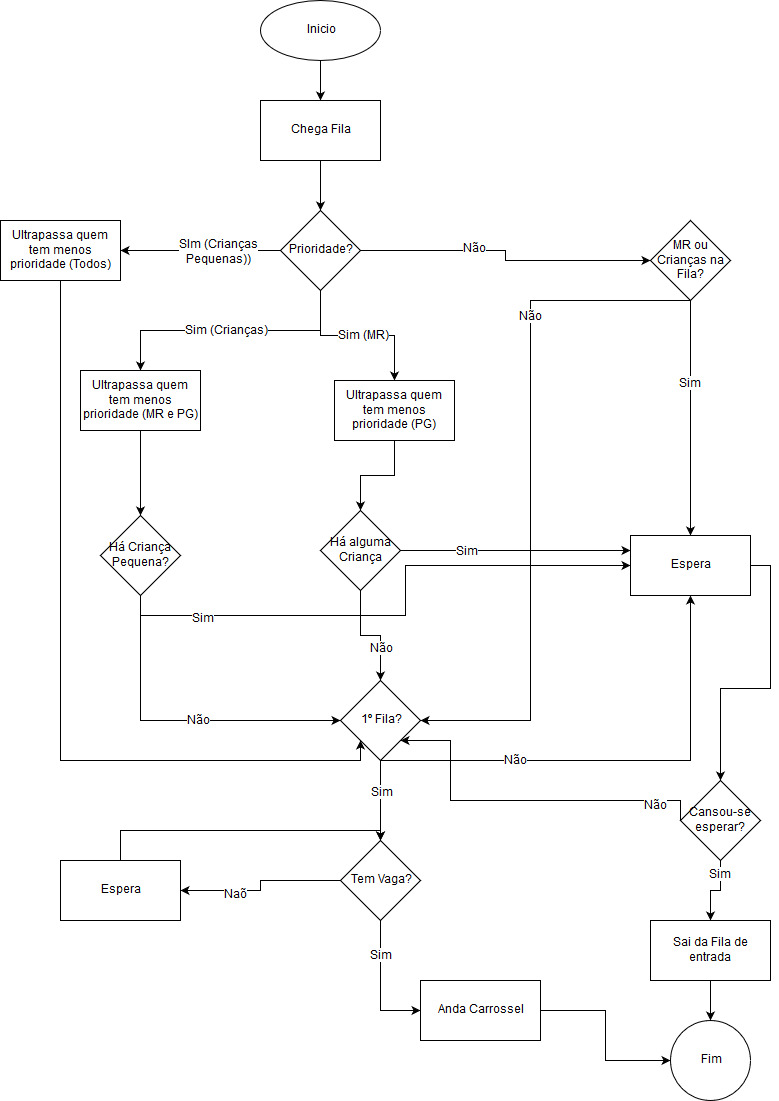 Inicio
Chega Fila
Ultrapassa quem
tem menos
prioridade (Todos)
SIm (Crianças
Pequenas))
Prioridade?
Não
MR ou
Crianças na
Fila?
Não
Sim (Crianças)
Sim (MR)
Sim
Ultrapassa quem
tem menos
prioridade (MR e PG)
Ultrapassa quem
tem menos
prioridade (PG)
Há Criança
Pequena?
Há alguma
Criança
Sim
Espera
Sim
Não
Não
1º Fila?
Não
Sim
Não
Cansou-se
esperar?
Espera
Naõ
Tem Vaga?
Sim
Sim
Sai da Fila de
entrada
Anda Carrossel
Fim